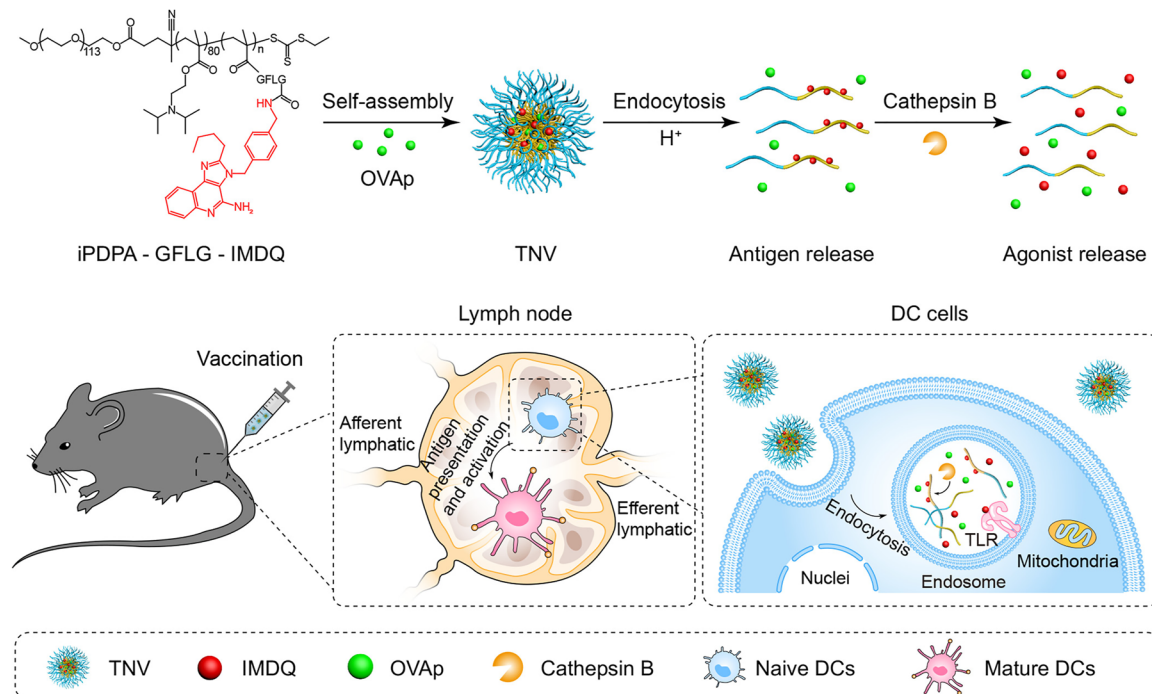 O
O
113
O
O
N
80
n
S
S
S
O
O
O
GFLG
N
HN
O
N
N
N
NH₂
Self-assembly
OVAp
Endocytosis
H⁺
Cathepsin B
iPDPA - GFLG - IMDQ
TNV
Antigen release
Agonist release
Lymph node
DC cells
Vaccination
Afferent
lymphatic
Antigen
presentation
and activation
Efferent
lymphatic
Endocytosis
TLR
Endosome
Mitochondria
Nuclei
TNV
IMDQ
OVAp
Cathepsin B
Naive DCs
Mature DCs